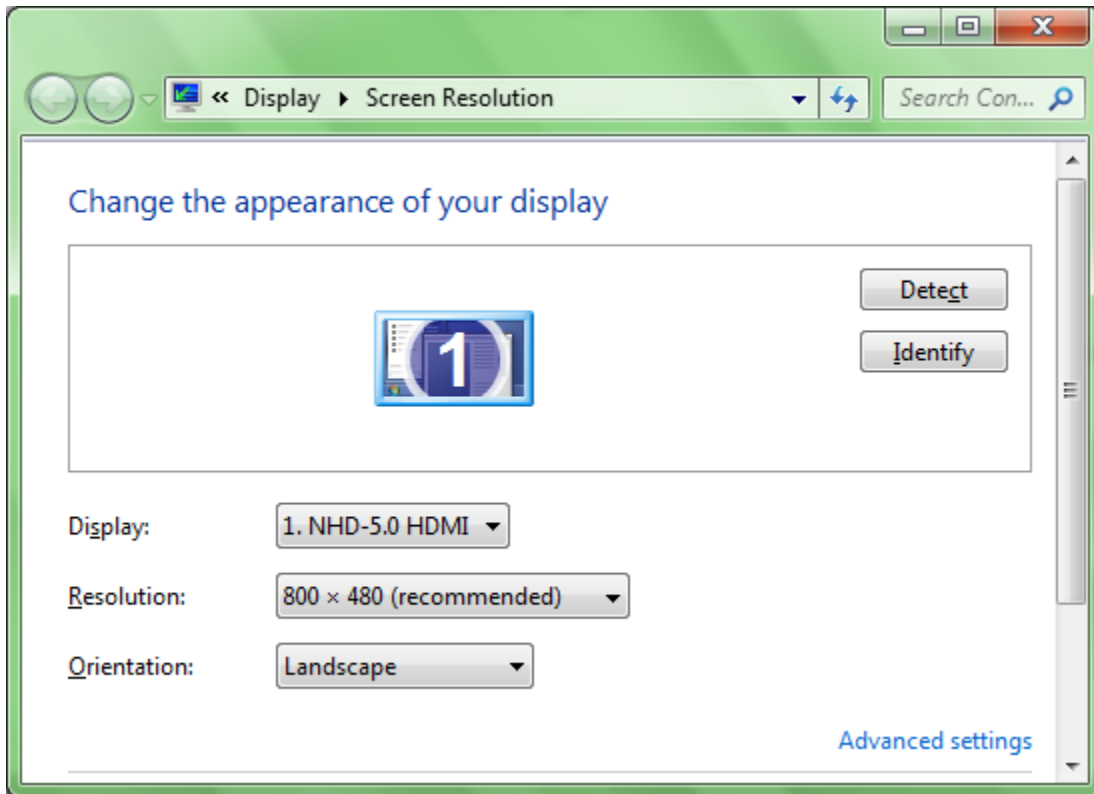 « Display ▸ Screen Resolution
Search Con...
Change the appearance of your display
1
Detect
Identify
Display: 1. NHD-5.0 HDMI
Resolution: 800 × 480 (recommended)
Orientation: Landscape
Advanced settings